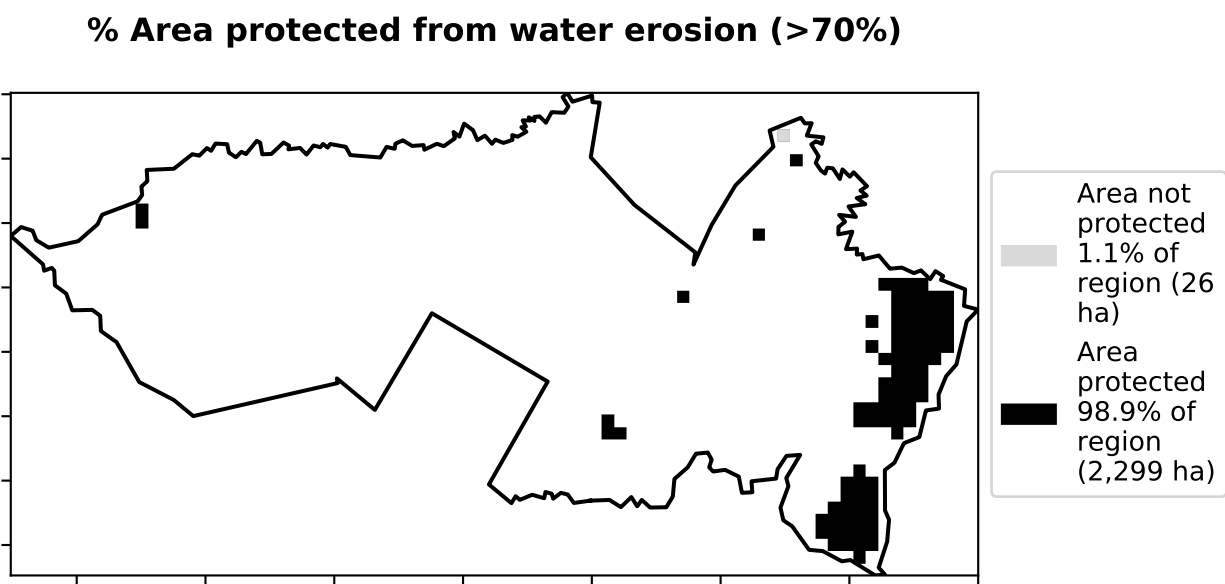 % Area protected from water erosion (>70%)
Area not
protected
1.1% of
region (26
ha)
Area
protected
98.9% of
region
(2,299 ha)